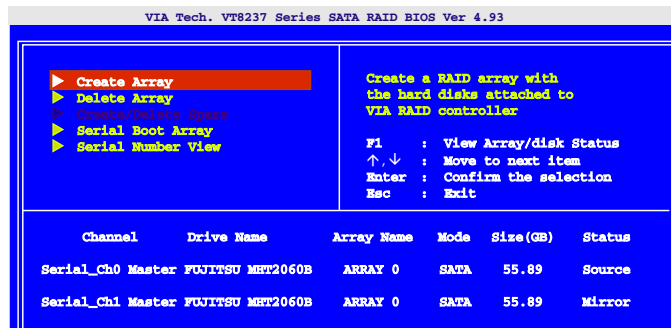 VIA Tech. VT8237 Series SATA RAID BIOS Ver 4.93
Create Array
Delete Array
Create/Delete Spare
Serial Boot Array
Serial Number View
Create a RAID array with
the hard disks attached to
VIA RAID controller
F1 : View Array/disk Status
↑,↓ : Move to next item
Enter : Confirm the selection
Esc : Exit
Channel Drive Name Array Name Mode Size(GB) Status
Serial_Ch0 Master FUJITSU MHT2060B ARRAY 0 SATA 55.89 Source
Serial_Ch1 Master FUJITSU MHT2060B ARRAY 0 SATA 55.89 Mirror